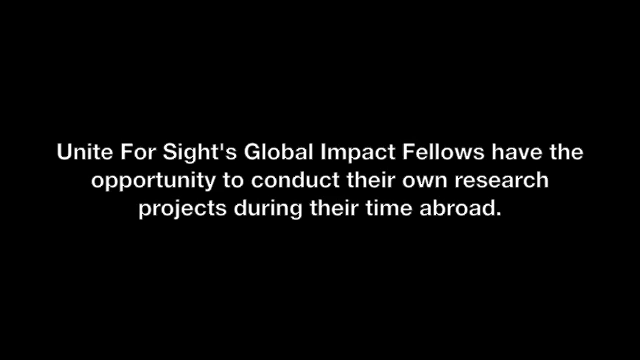 Unite For Sight's Global Impact Fellows have the
opportunity to conduct their own research
projects during their time abroad.